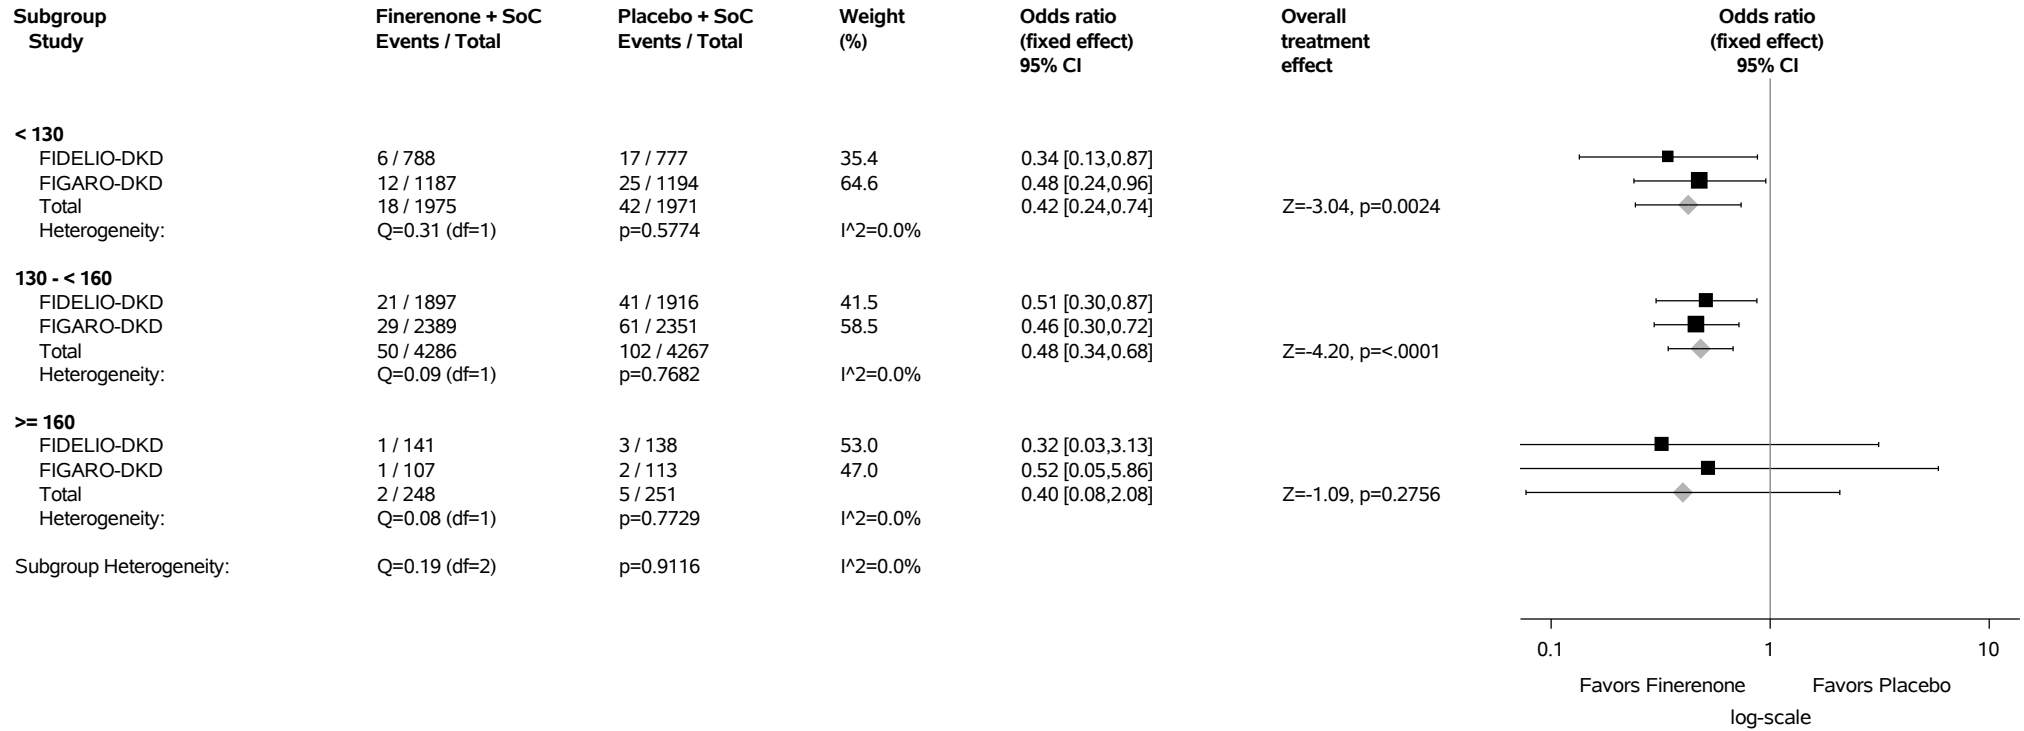 Subgroup Finerenone + SoC Placebo + SoC Weight Odds ratio Overall Odds ratio
Study Events / Total Events / Total (%) (fixed effect) treatment (fixed effect)
95% CI effect 95% CI
< 130
FIDELIO-DKD 6 / 788 17 / 777 35.4 0.34 [0.13,0.87]
FIGARO-DKD 12 / 1187 25 / 1194 64.6 0.48 [0.24,0.96]
Total 18 / 1975 42 / 1971 0.42 [0.24,0.74] Z=-3.04, p=0.0024
Heterogeneity: Q=0.31 (df=1) p=0.5774 I^2=0.0%
130 - < 160
FIDELIO-DKD 21 / 1897 41 / 1916 41.5 0.51 [0.30,0.87]
FIGARO-DKD 29 / 2389 61 / 2351 58.5 0.46 [0.30,0.72]
Total 50 / 4286 102 / 4267 0.48 [0.34,0.68] Z=-4.20, p=<.0001
Heterogeneity: Q=0.09 (df=1) p=0.7682 I^2=0.0%
>= 160
FIDELIO-DKD 1 / 141 3 / 138 53.0 0.32 [0.03,3.13]
FIGARO-DKD 1 / 107 2 / 113 47.0 0.52 [0.05,5.86]
Total 2 / 248 5 / 251 0.40 [0.08,2.08] Z=-1.09, p=0.2756
Heterogeneity: Q=0.08 (df=1) p=0.7729 I^2=0.0%
Subgroup Heterogeneity: Q=0.19 (df=2) p=0.9116 I^2=0.0%
0.1 1 10
Favors Finerenone Favors Placebo
log-scale